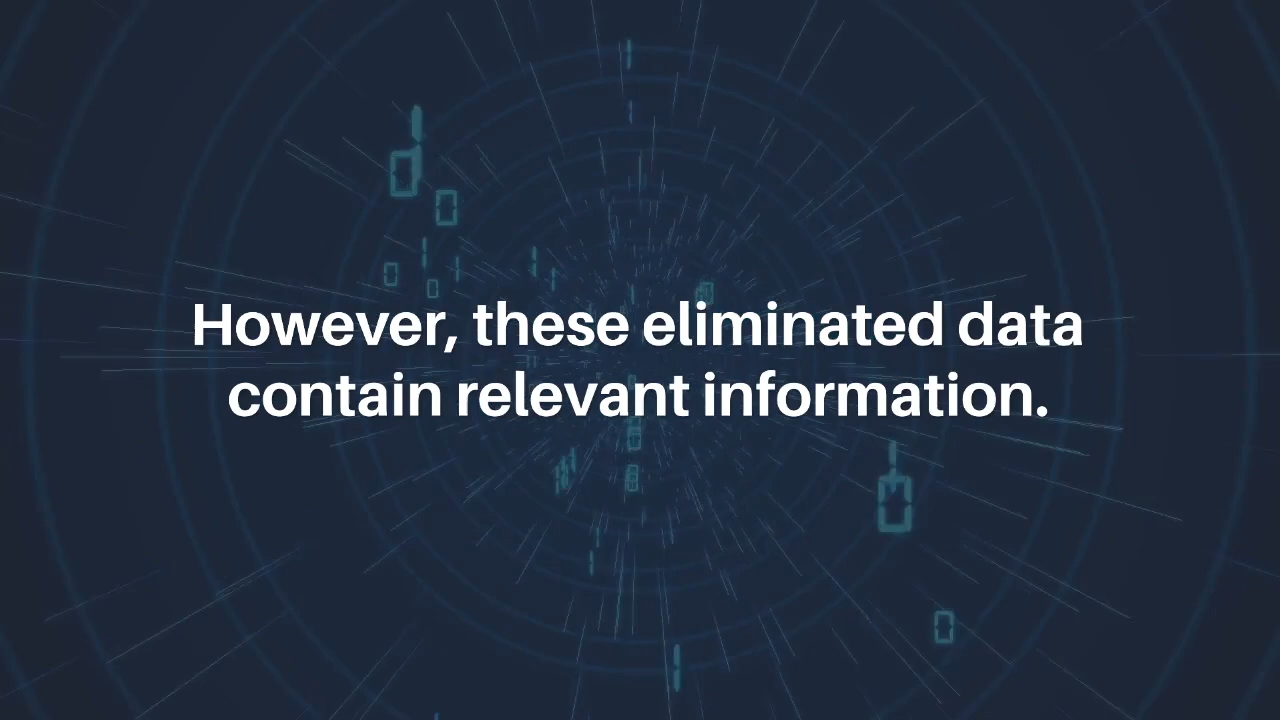 However, these eliminated data
contain relevant information.